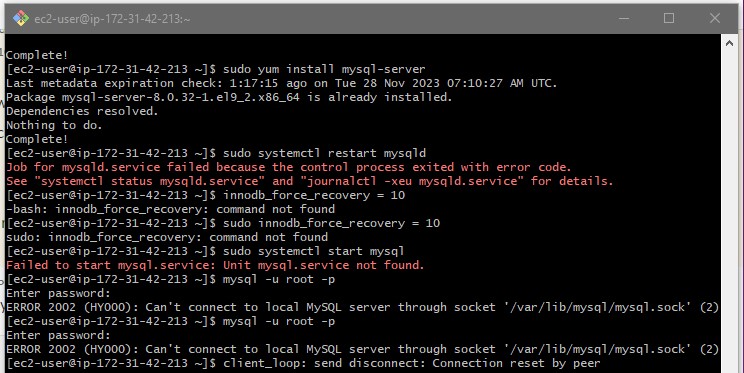 ec2-user@ip-172-31-42-213:~
Complete!
[ec2-user@ip-172-31-42-213 ~]$ sudo yum install mysql-server
Last metadata expiration check: 1:17:15 ago on Tue 28 Nov 2023 07:10:27 AM UTC.
Package mysql-server-8.0.32-1.el9_2.x86_64 is already installed.
Dependencies resolved.
Nothing to do.
Complete!
[ec2-user@ip-172-31-42-213 ~]$ sudo systemctl restart mysqld
Job for mysqld.service failed because the control process exited with error code.
See "systemctl status mysqld.service" and "journalctl -xeu mysqld.service" for details.
[ec2-user@ip-172-31-42-213 ~]$ innodb_force_recovery = 10
-bash: innodb_force_recovery: command not found
[ec2-user@ip-172-31-42-213 ~]$ sudo innodb_force_recovery = 10
sudo: innodb_force_recovery: command not found
[ec2-user@ip-172-31-42-213 ~]$ sudo systemctl start mysql
Failed to start mysql.service: Unit mysql.service not found.
[ec2-user@ip-172-31-42-213 ~]$ mysql -u root -p
Enter password:
ERROR 2002 (HY000): Can't connect to local MySQL server through socket '/var/lib/mysql/mysql.sock' (2)
[ec2-user@ip-172-31-42-213 ~]$ mysql -u root -p
Enter password:
ERROR 2002 (HY000): Can't connect to local MySQL server through socket '/var/lib/mysql/mysql.sock' (2)
[ec2-user@ip-172-31-42-213 ~]$ client_loop: send disconnect: Connection reset by peer